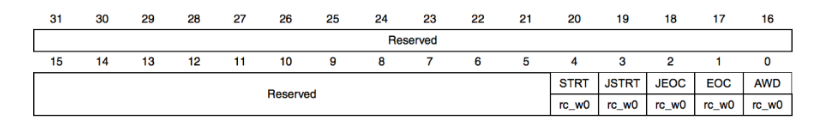 31 30 29 28 27 26 25 24 23 22 21 20 19 18 17 16
Reserved
15 14 13 12 11 10 9 8 7 6 5 4 3 2 1 0
Reserved STRT JSTRT JEOC EOC AWD
rc_w0 rc_w0 rc_w0 rc_w0 rc_w0